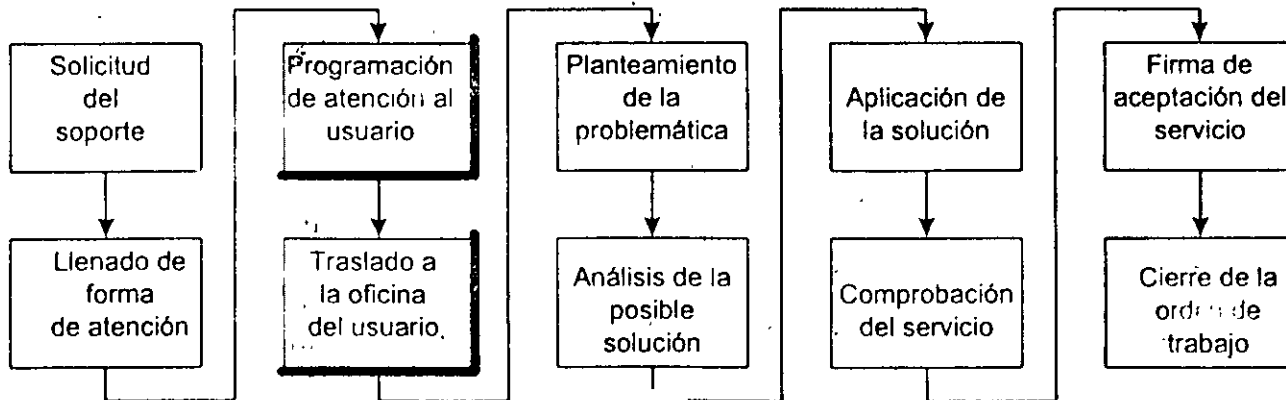 Solicitud
del
soporte
Llenado de
forma
de atención
Programación
de atención al
usuario
Traslado a
la oficina
del usuario
Planteamiento
de la
problemática
Análisis de la
posible
solución
Aplicación de
la solución
Comprobación
del servicio
Firma de
aceptación del
servicio
Cierre de la
orden de
trabajo